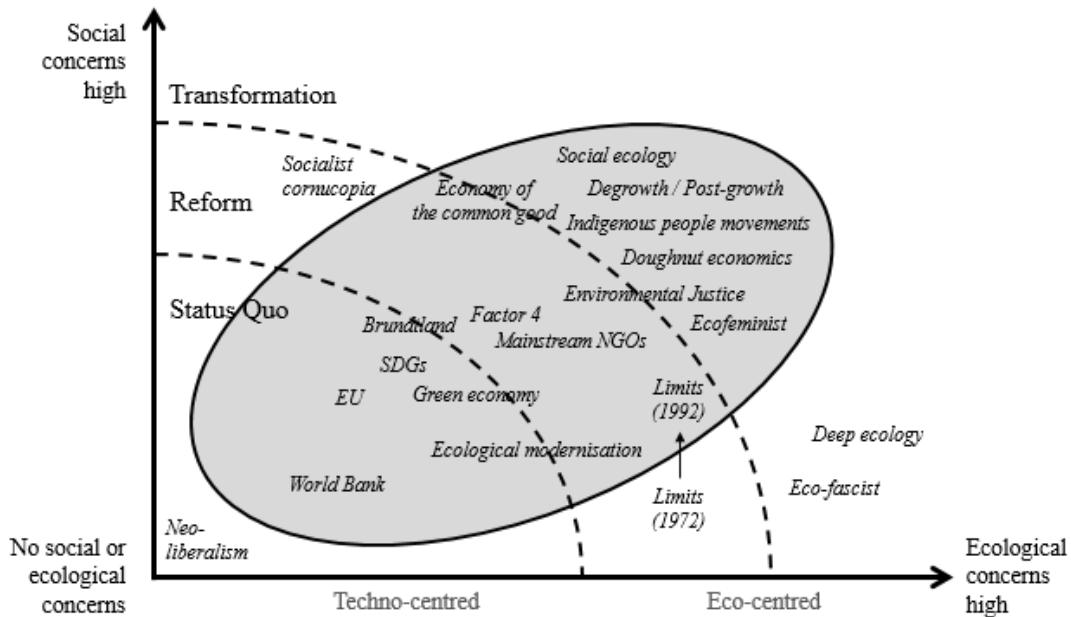 Social
concerns
high
Transformation
Social ecology
Socialist
cornucopia
Reform
Economy of
the common good
Degrowth / Post-growth
Indigenous people movements
Doughnut economics
Environmental Justice
Status Quo
Brundtland
Factor 4
Ecofeminist
Mainstream NGOs
SDGs
EU
Green economy
Limits
(1992)
Deep ecology
Ecological modernisation
World Bank
Eco-fascist
Limits
(1972)
Neo-
liberalism
No social or
ecological
concerns
Ecological
concerns
high
Techno-centred
Eco-centred